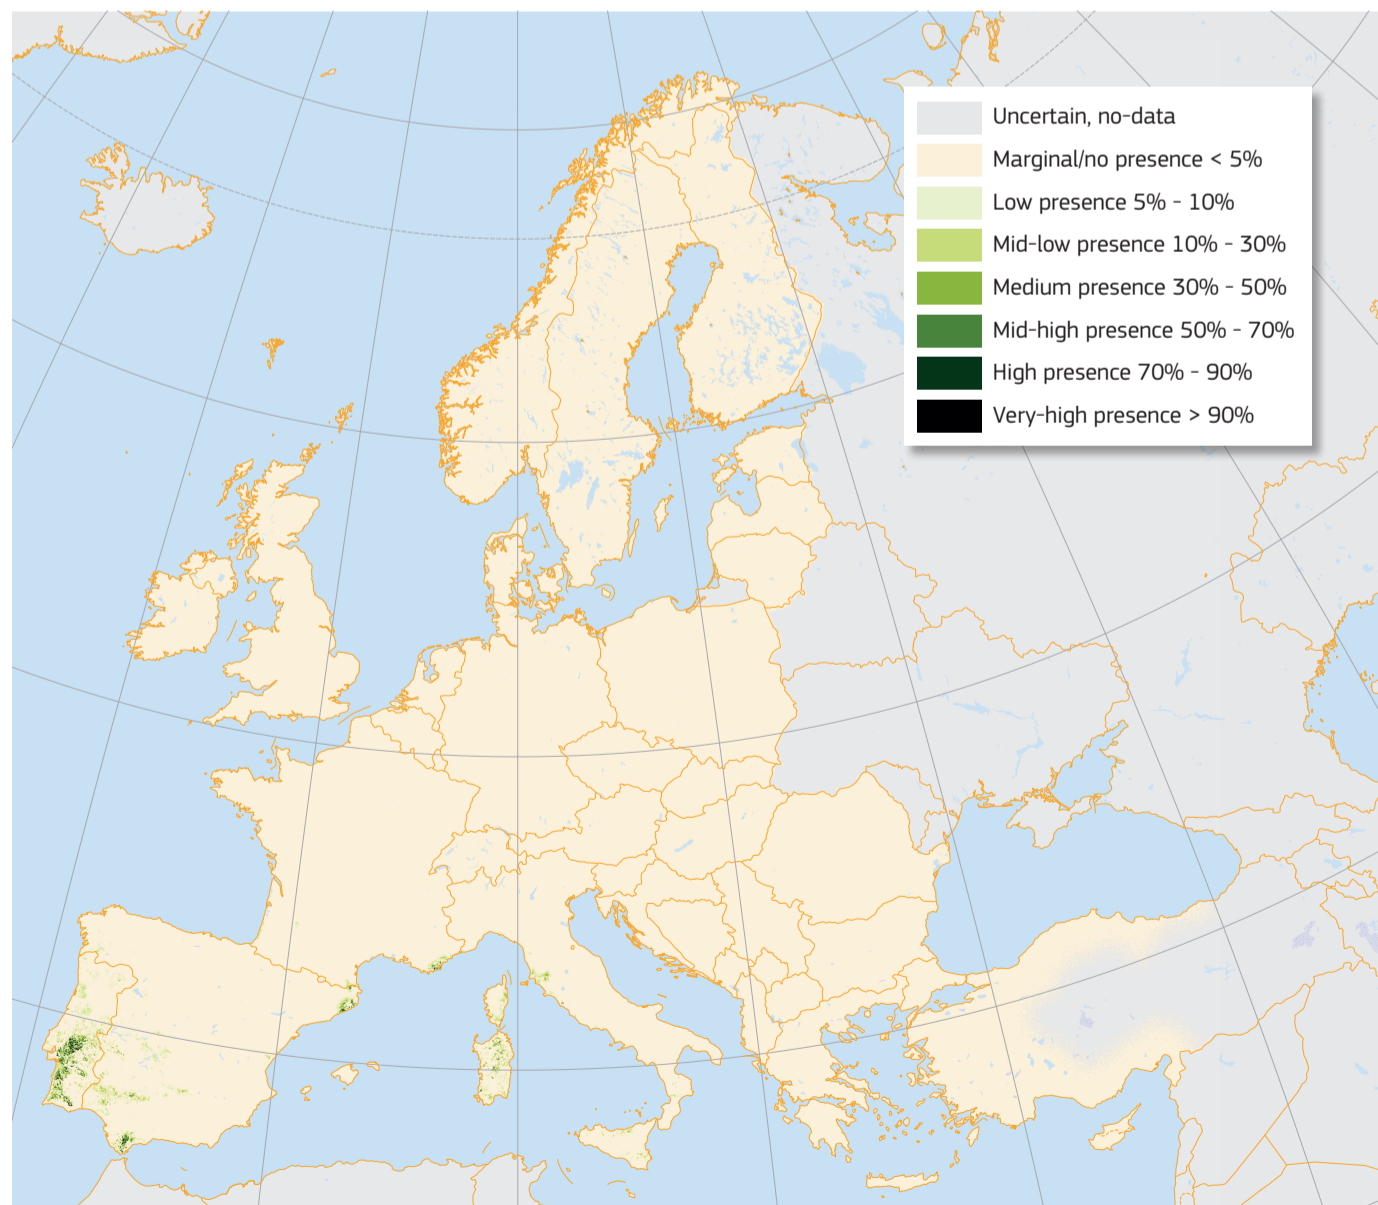 Uncertain, no-data
Marginal/no presence < 5%
Low presence 5% - 10%
Mid-low presence 10% - 30%
Medium presence 30% - 50%
Mid-high presence 50% - 70%
High presence 70% - 90%
Very-high presence > 90%